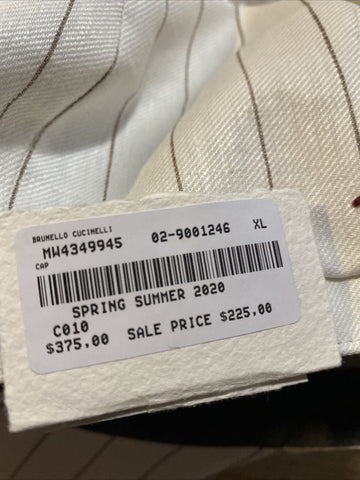 BRUNELLO CUCINELLI
MW4349945 02-9001246 XL
CAP
SPRING SUMMER 2020
C010
$375,00 SALE PRICE $225,00